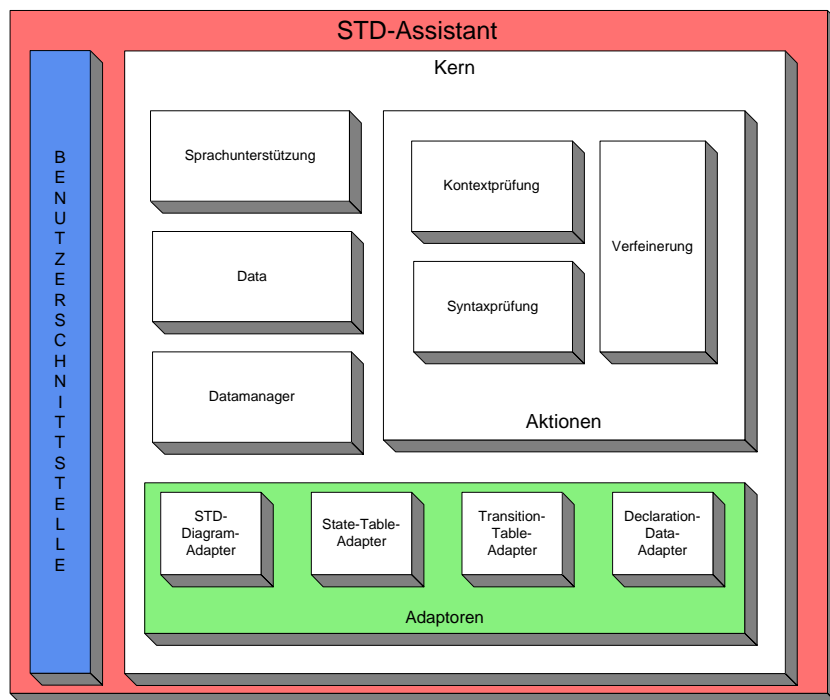 STD-Assistant
BENUTZERSCHNITTSTELLE
Kern
Sprachunterstützung
Data
Datamanager
Kontextprüfung
Syntaxprüfung
Verfeinerung
Aktionen
STD-
Diagram-
Adapter
State-Table-
Adapter
Transition-
Table-
Adapter
Declaration-
Data-
Adapter
Adaptoren